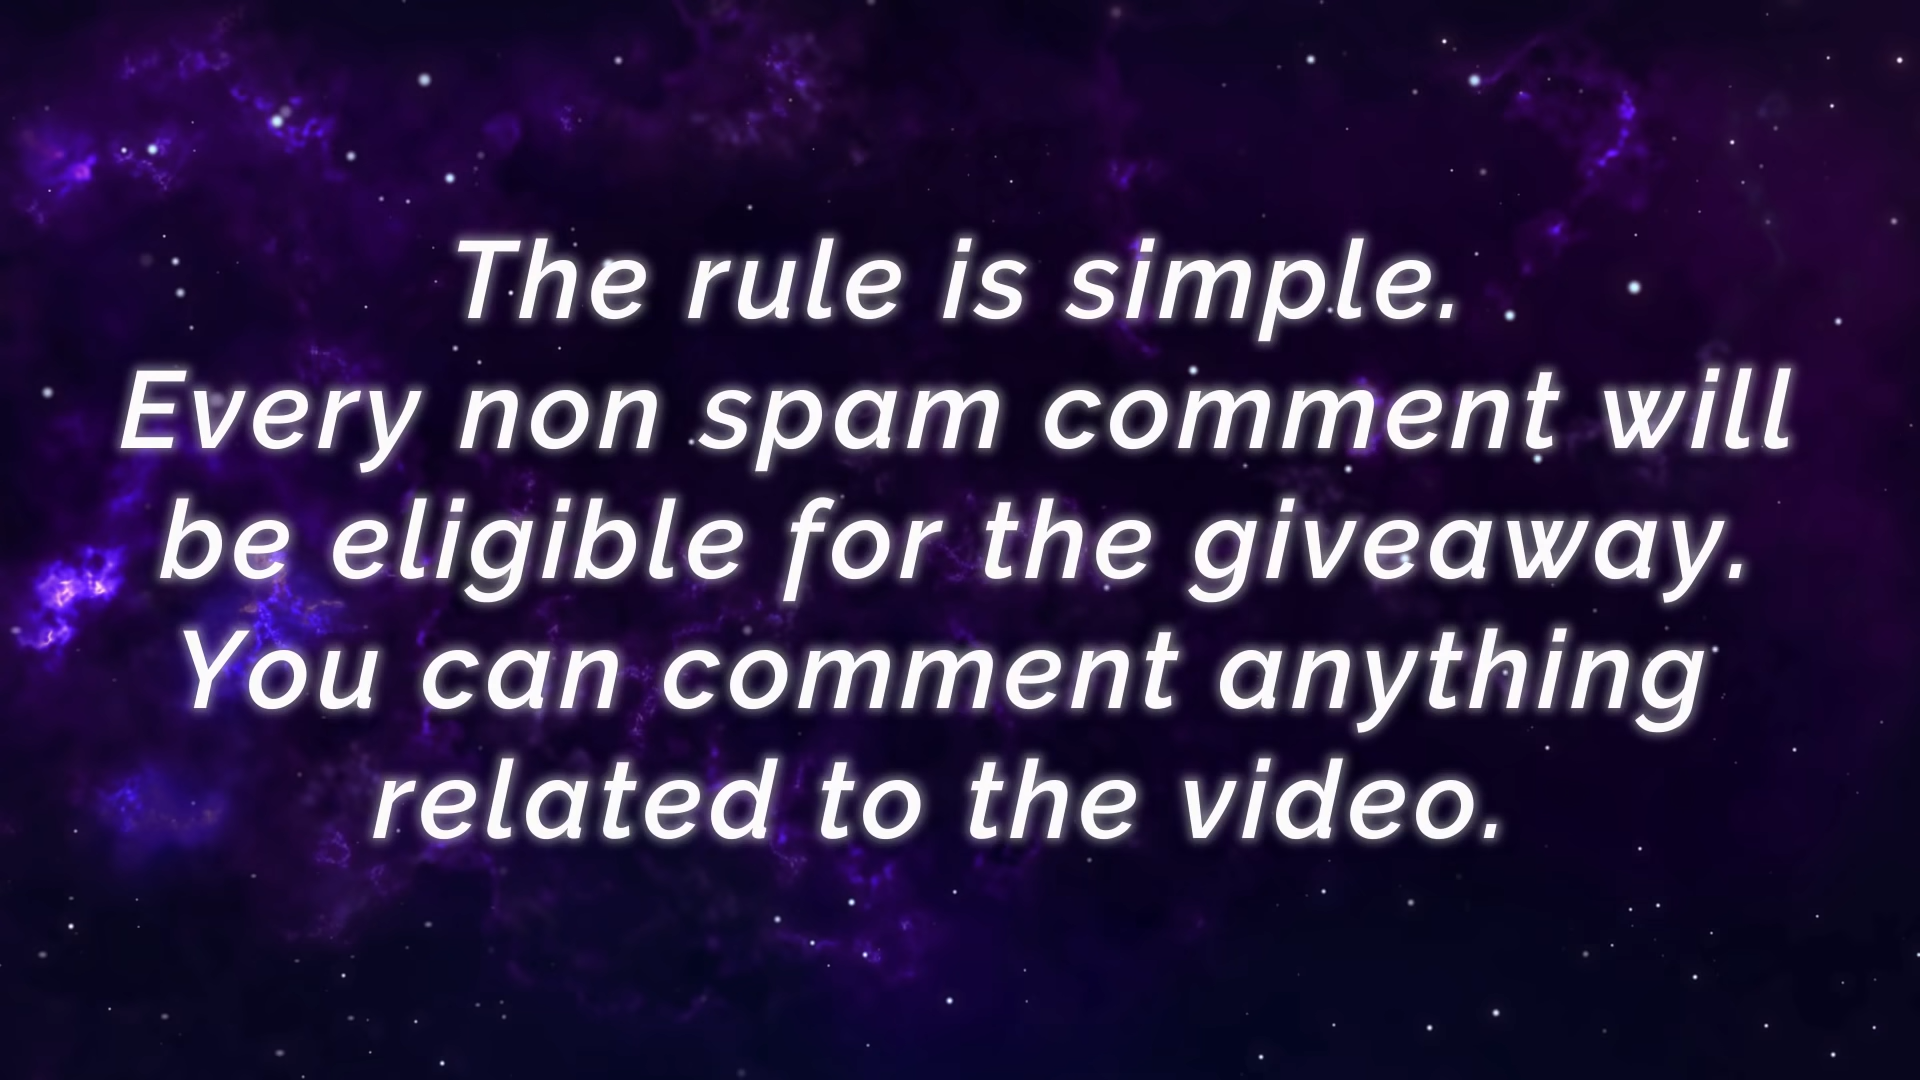 The rule is simple.
Every non spam comment will
be eligible for the giveaway.
You can comment anything
related to the video.